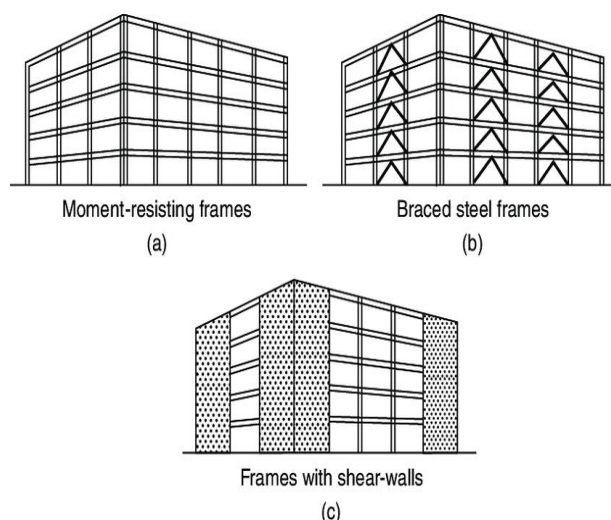 Moment-resisting frames
(a)
Braced steel frames
(b)
Frames with shear-walls
(c)